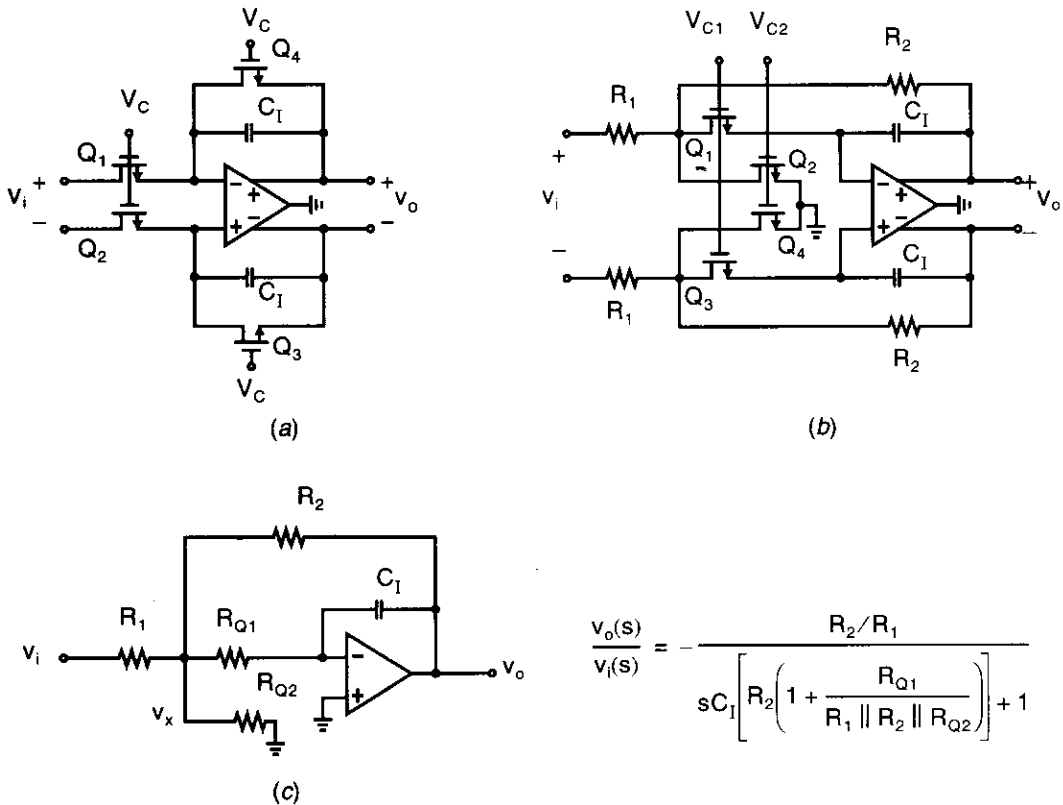 V_C
Q_4
C_I
V_C
Q_1
+
v_i
−
Q_2
−
+
+
−
+
v_o
−
C_I
Q_3
V_C
(a)
V_C1
V_C2
R_2
R_1
C_I
+
Q_1
Q_2
v_i
−
+
+
−
+
v_o
−
−
Q_4
C_I
R_1
Q_3
R_2
(b)
R_2
C_I
R_1
R_Q1
v_i
−
+
v_o
R_Q2
v_x
(c)
v_o(s)/v_i(s) = − (R_2/R_1) / (sC_I[R_2(1 + R_Q1/(R_1 || R_2 || R_Q2))] + 1)